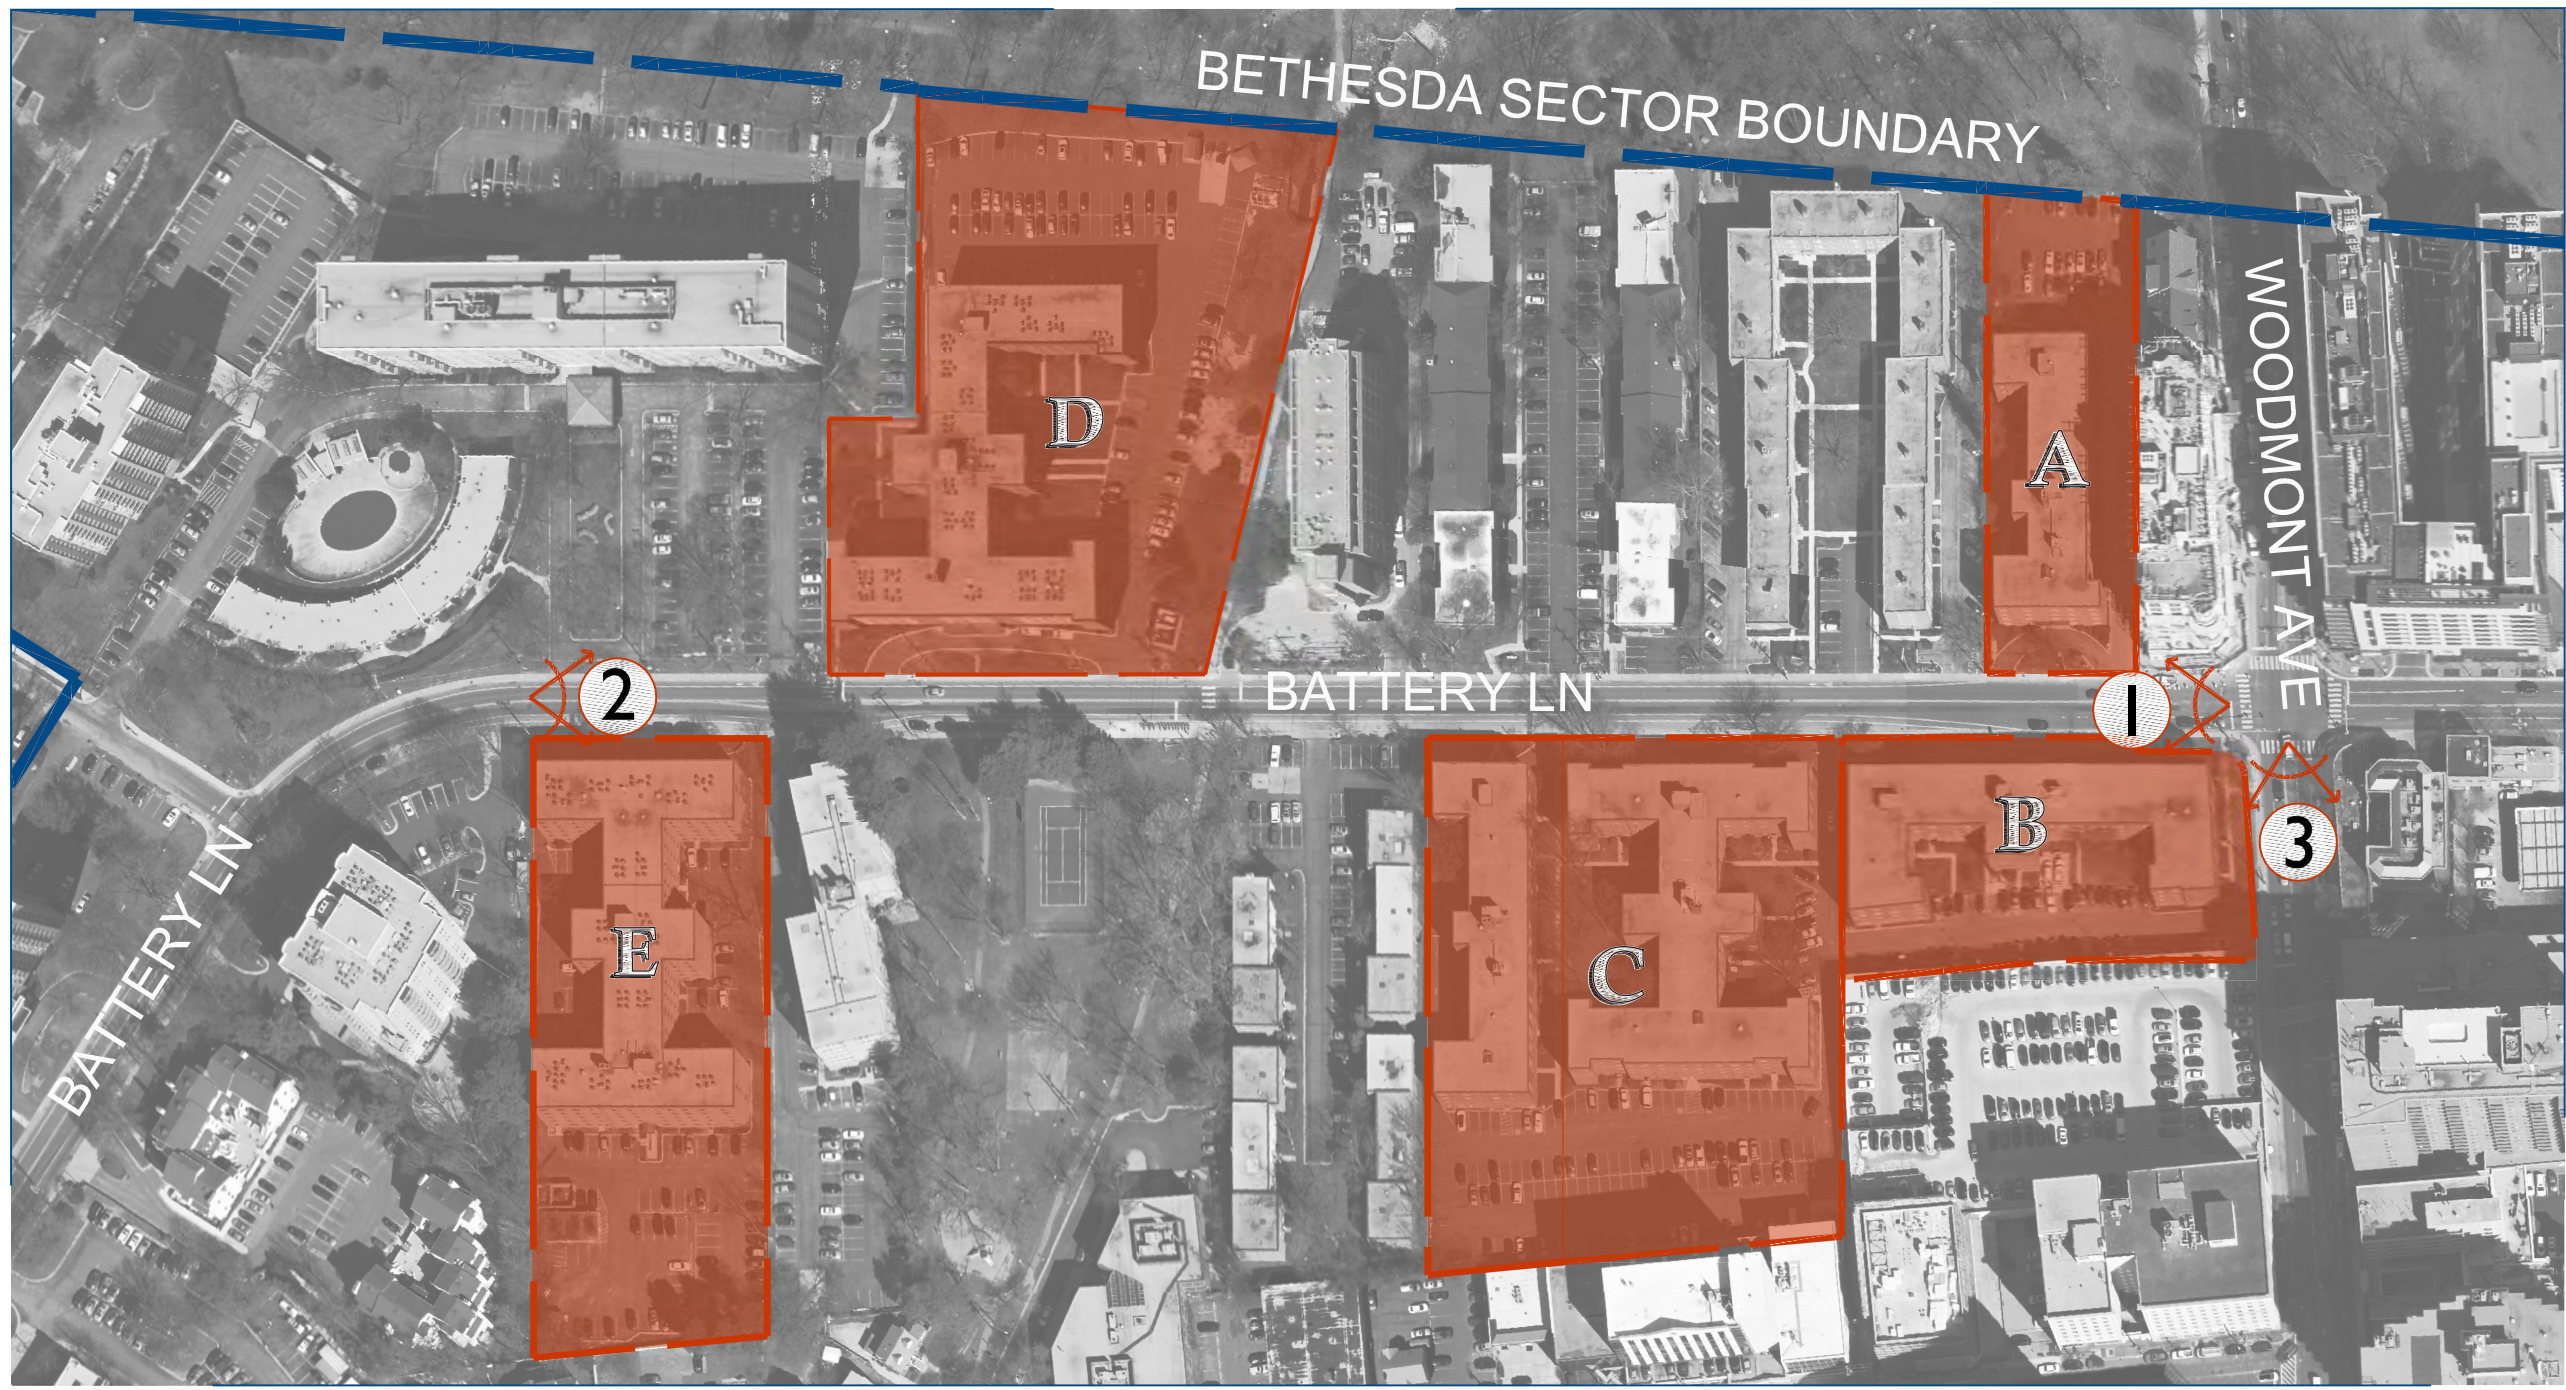 BETHESDA SECTOR BOUNDARY
WOODMONT AVE
D
A
2
BATTERY LN
1
B
3
C
E
BATTERY LN